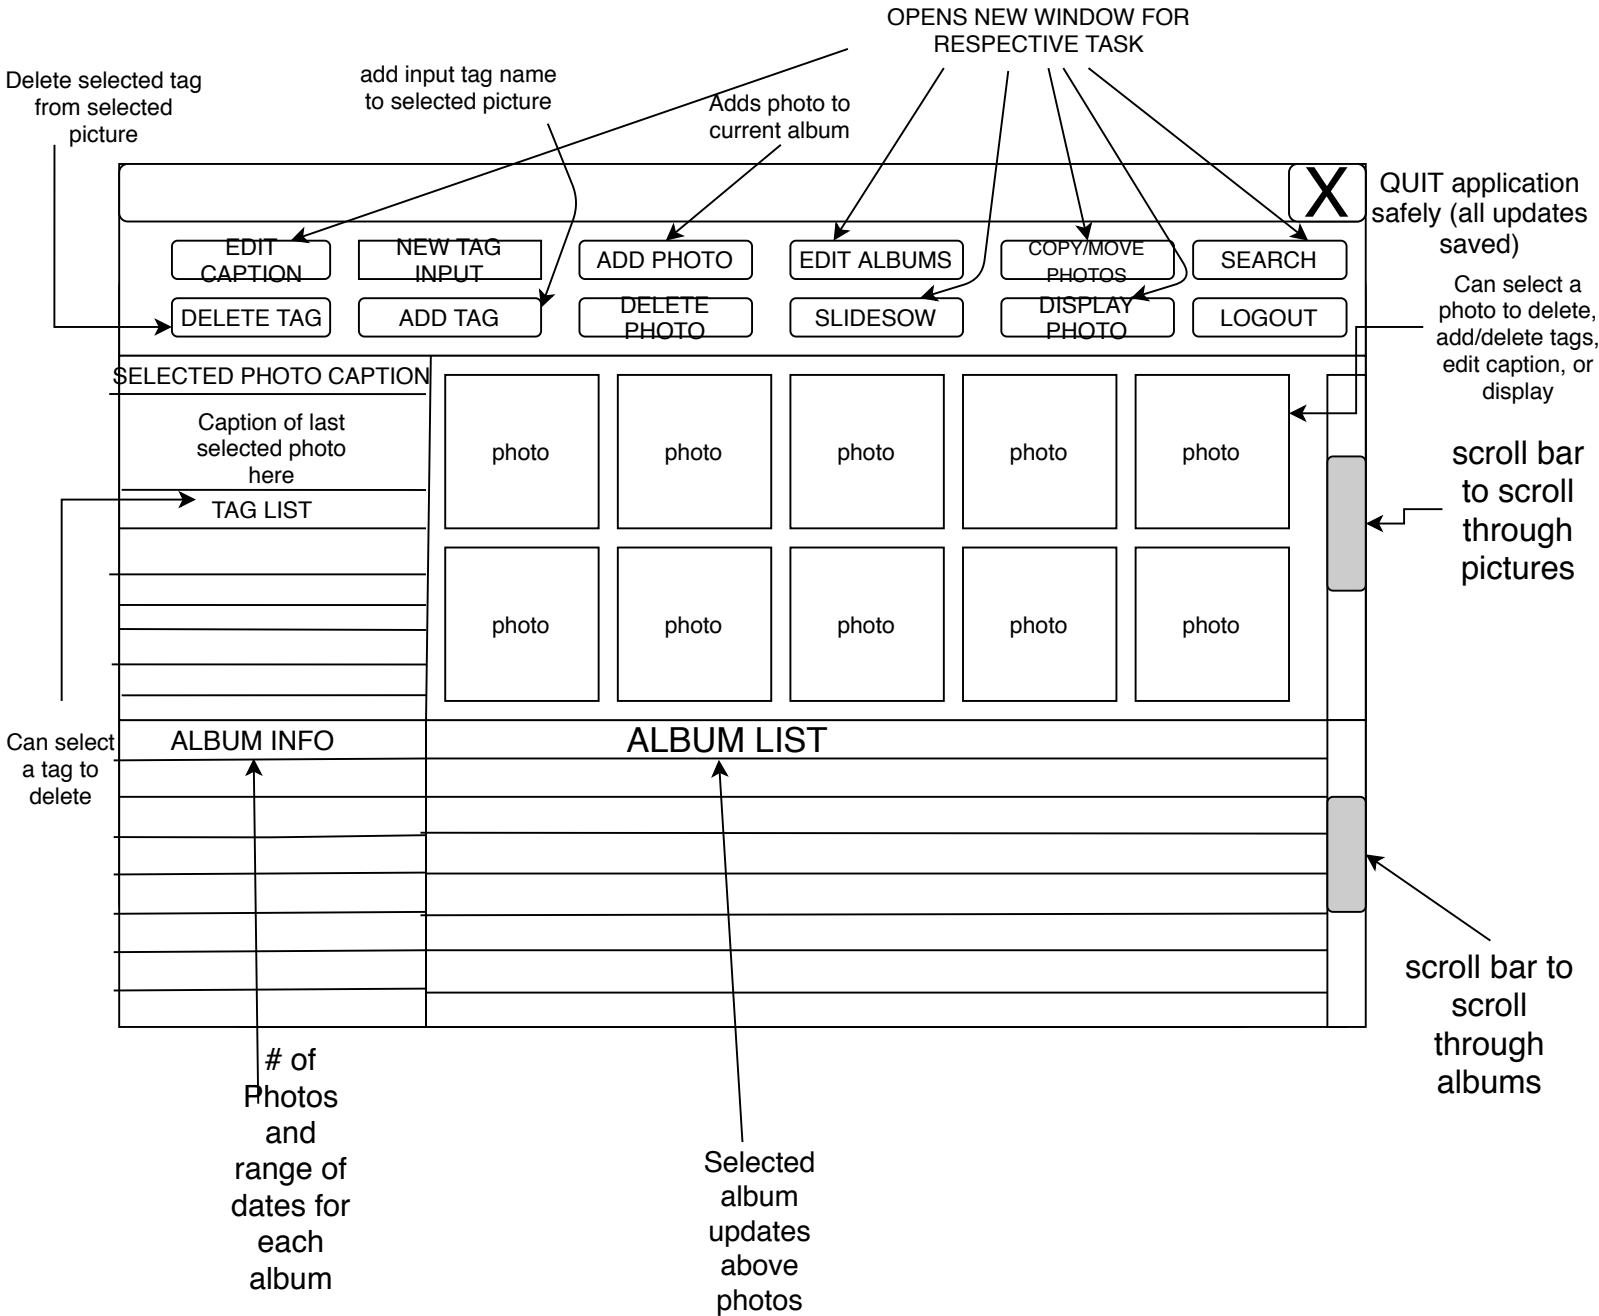 OPENS NEW WINDOW FOR
RESPECTIVE TASK
Delete selected tag
from selected
picture
add input tag name
to selected picture
Adds photo to
current album
X
QUIT application
safely (all updates
saved)
EDIT
CAPTION
NEW TAG
INPUT
ADD PHOTO
EDIT ALBUMS
COPY/MOVE
PHOTOS
SEARCH
DELETE TAG
ADD TAG
DELETE
PHOTO
SLIDESOW
DISPLAY
PHOTO
LOGOUT
Can select a
photo to delete,
add/delete tags,
edit caption, or
display
SELECTED PHOTO CAPTION
Caption of last
selected photo
here
TAG LIST
photo
photo
photo
photo
photo
scroll bar
to scroll
through
pictures
photo
photo
photo
photo
photo
Can select
a tag to
delete
ALBUM INFO
ALBUM LIST
scroll bar to
scroll
through
albums
# of
Photos
and
range of
dates for
each
album
Selected
album
updates
above
photos